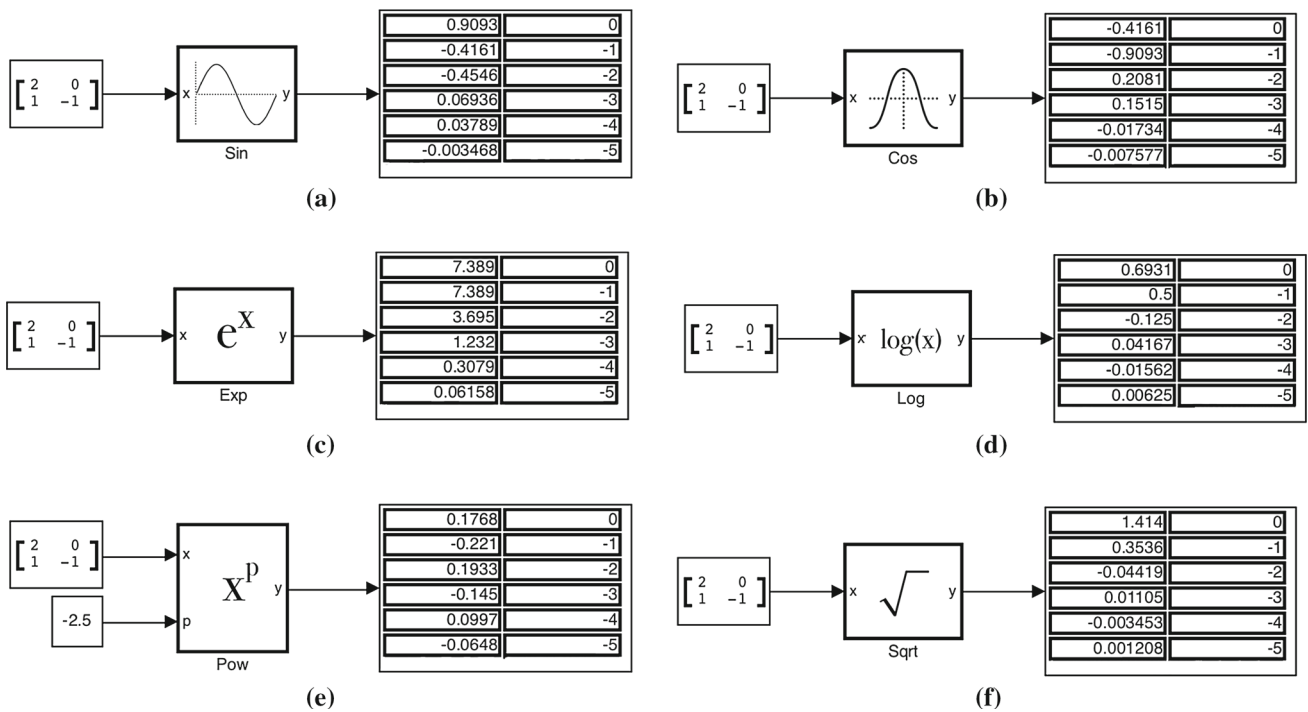 [2 0
1 -1]
x y
Sin
0.9093 0
-0.4161 -1
-0.4546 -2
0.06936 -3
0.03789 -4
-0.003468 -5
(a)
[2 0
1 -1]
x y
Cos
-0.4161 0
-0.9093 -1
0.2081 -2
0.1515 -3
-0.01734 -4
-0.007577 -5
(b)
[2 0
1 -1]
x e^x y
Exp
7.389 0
7.389 -1
3.695 -2
1.232 -3
0.3079 -4
0.06158 -5
(c)
[2 0
1 -1]
x log(x) y
Log
0.6931 0
0.5 -1
-0.125 -2
0.04167 -3
-0.01562 -4
0.00625 -5
(d)
[2 0
1 -1]
-2.5
x
x^p y
p
Pow
0.1768 0
-0.221 -1
0.1933 -2
-0.145 -3
0.0997 -4
-0.0648 -5
(e)
[2 0
1 -1]
x √ y
Sqrt
1.414 0
0.3536 -1
-0.04419 -2
0.01105 -3
-0.003453 -4
0.001208 -5
(f)